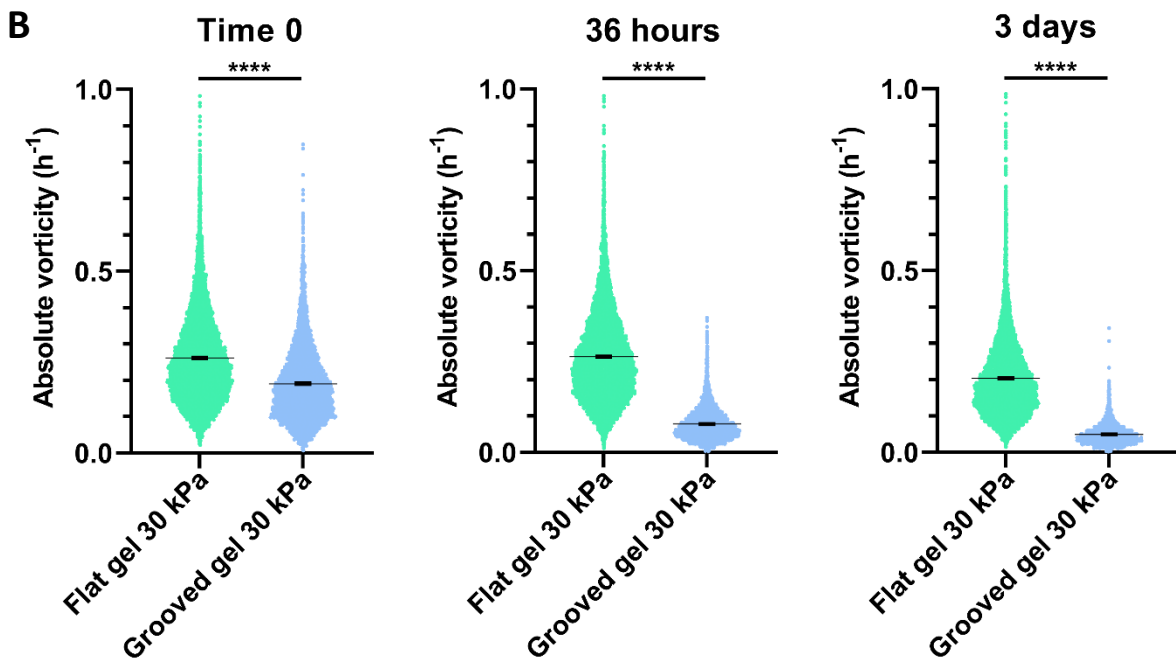 B
Time 0
****
Absolute vorticity (h⁻¹)
1.0
0.5
0.0
Flat gel 30 kPa
Grooved gel 30 kPa
36 hours
****
Absolute vorticity (h⁻¹)
1.0
0.5
0.0
Flat gel 30 kPa
Grooved gel 30 kPa
3 days
****
Absolute vorticity (h⁻¹)
1.0
0.5
0.0
Flat gel 30 kPa
Grooved gel 30 kPa